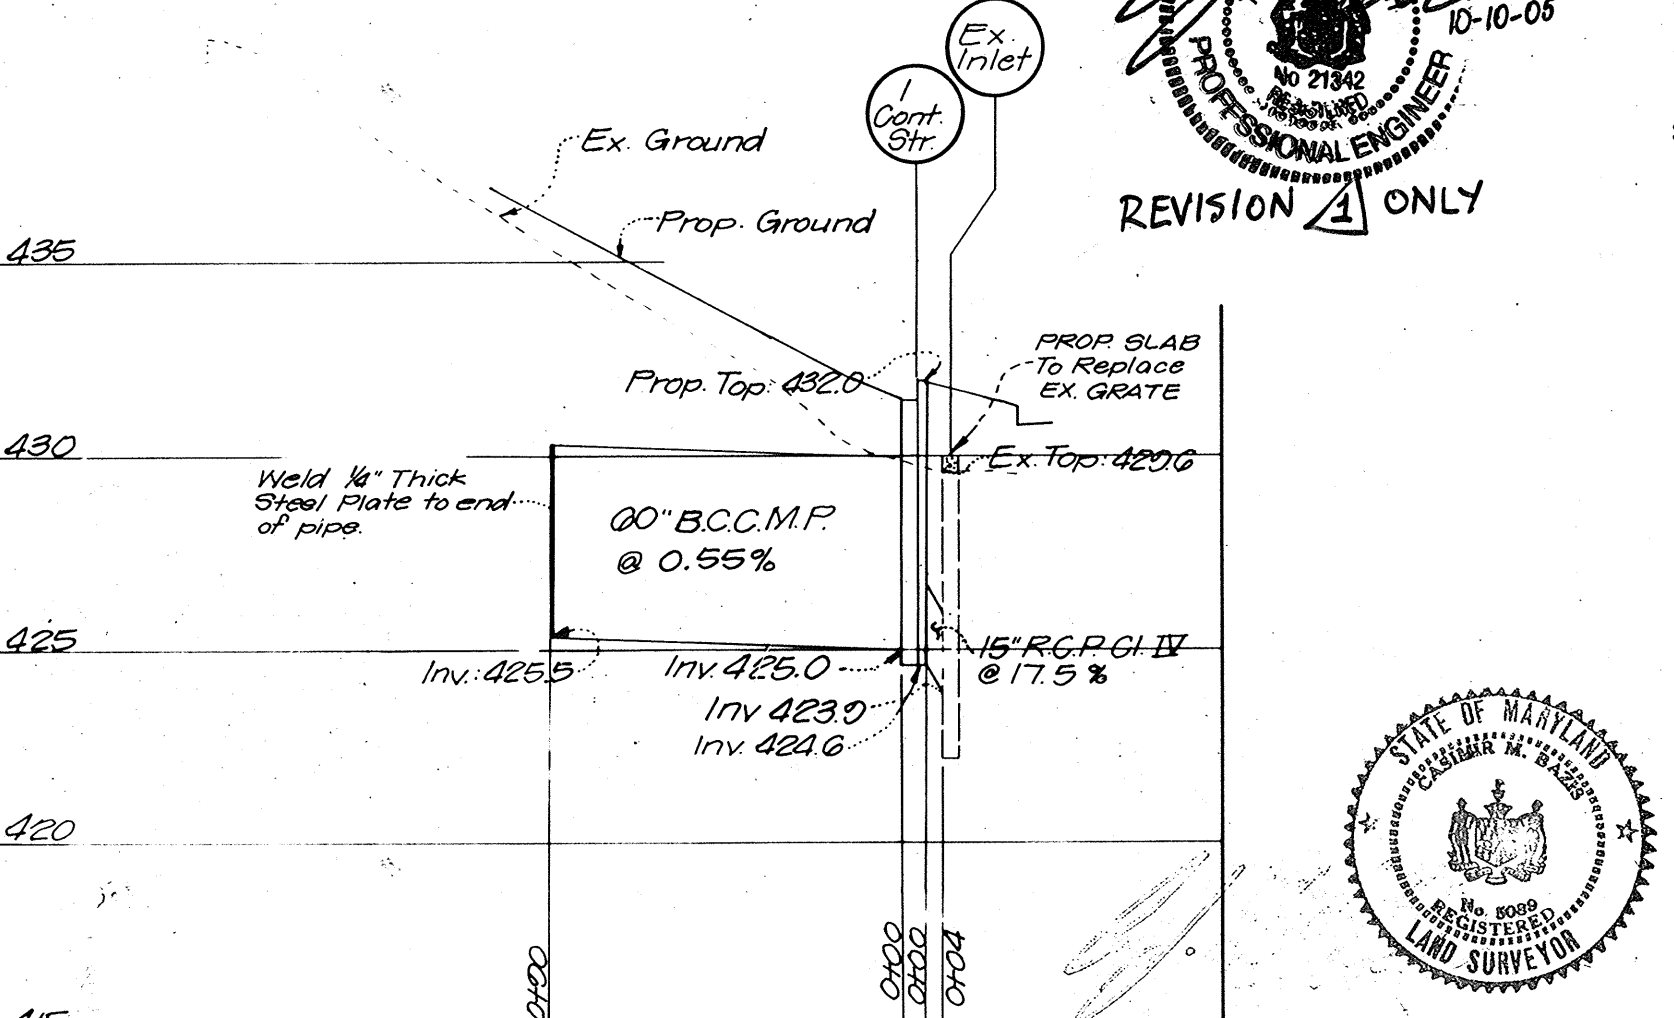 Ex.
Inlet
1
Cont.
Str.
10-10-05
No 21342
REGISTERED
PROFESSIONAL ENGINEER
REVISION 1 ONLY
Ex. Ground
Prop. Ground
435
PROP. SLAB
To Replace
EX. GRATE
Prop. Top: 432.0
430
Ex. Top: 429.6
Weld 1/4" Thick
Steel Plate to end
of pipe.
60" B.C.C.M.P.
@ 0.55%
425
Inv.: 425.5
Inv. 425.0
15" R.C.P. Cl. IV
@ 17.5 %
Inv 423.9
Inv. 424.6
STATE OF MARYLAND
CASIMIR M. BAZIS
No. 5089
REGISTERED
LAND SURVEYOR
420
0+00
0+00
0+04
415